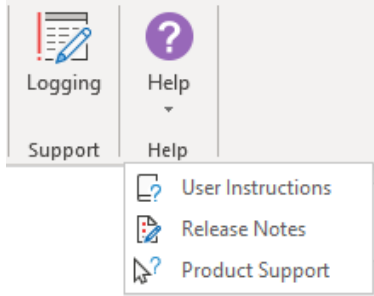 Logging
Help
Support
Help
User Instructions
Release Notes
Product Support